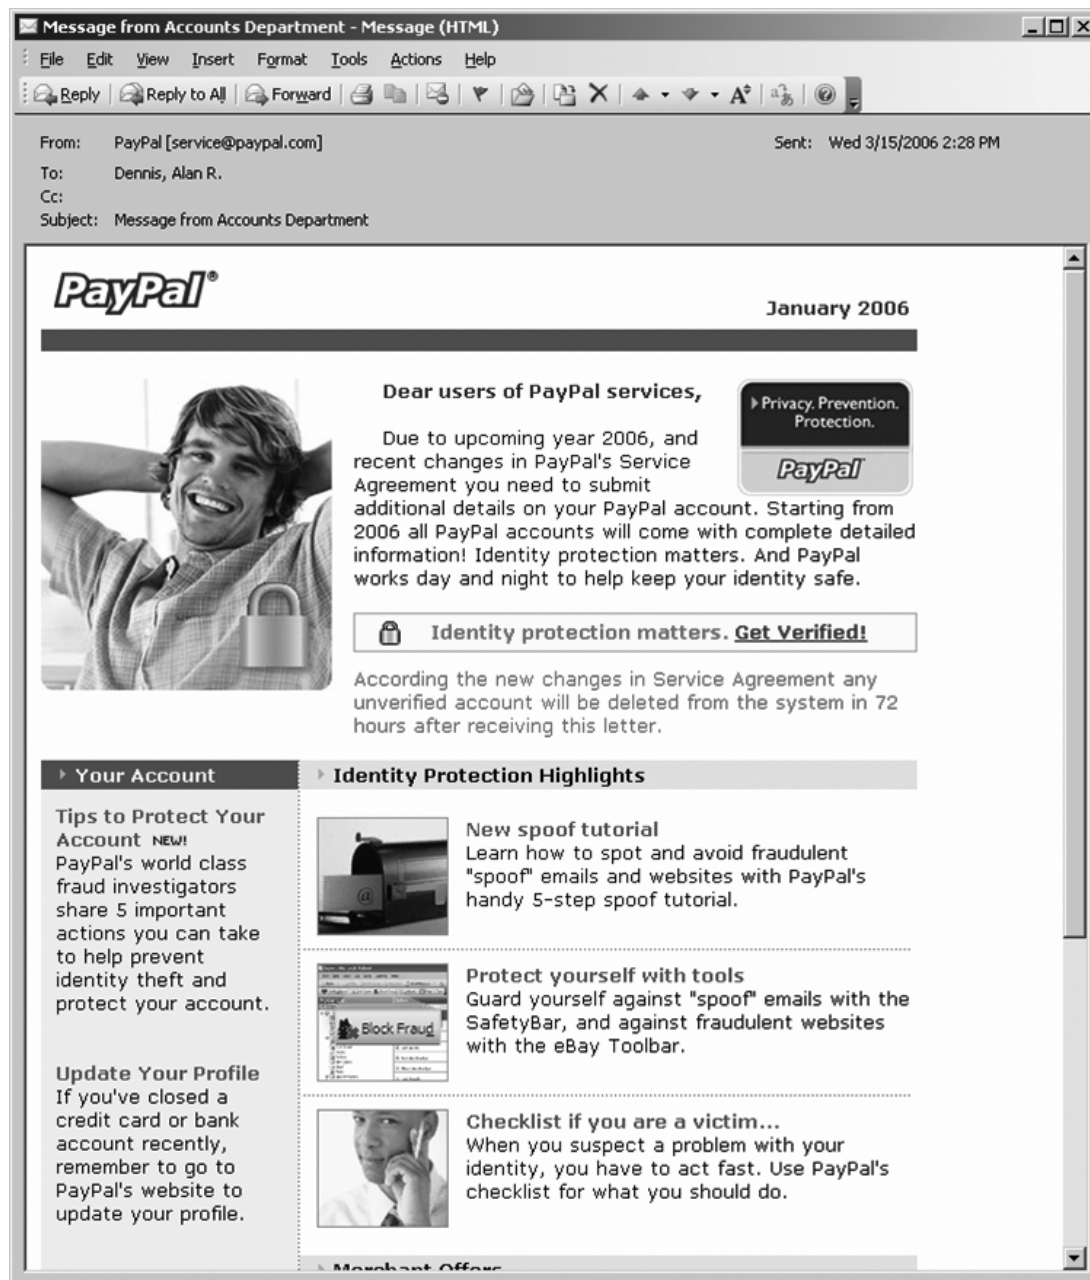 Message from Accounts Department - Message (HTML)
File Edit View Insert Format Tools Actions Help
Reply Reply to All Forward
From: PayPal [service@paypal.com] Sent: Wed 3/15/2006 2:28 PM
To: Dennis, Alan R.
Cc:
Subject: Message from Accounts Department
PayPal®
January 2006
Dear users of PayPal services,
Due to upcoming year 2006, and
recent changes in PayPal's Service
Agreement you need to submit
additional details on your PayPal account. Starting from
2006 all PayPal accounts will come with complete detailed
information! Identity protection matters. And PayPal
works day and night to help keep your identity safe.
Privacy. Prevention.
Protection.
PayPal
Identity protection matters. Get Verified!
According the new changes in Service Agreement any
unverified account will be deleted from the system in 72
hours after receiving this letter.
Your Account
Tips to Protect Your
Account NEW!
PayPal's world class
fraud investigators
share 5 important
actions you can take
to help prevent
identity theft and
protect your account.
Update Your Profile
If you've closed a
credit card or bank
account recently,
remember to go to
PayPal's website to
update your profile.
Identity Protection Highlights
New spoof tutorial
Learn how to spot and avoid fraudulent
"spoof" emails and websites with PayPal's
handy 5-step spoof tutorial.
Block Fraud
Protect yourself with tools
Guard yourself against "spoof" emails with the
SafetyBar, and against fraudulent websites
with the eBay Toolbar.
Checklist if you are a victim...
When you suspect a problem with your
identity, you have to act fast. Use PayPal's
checklist for what you should do.
Merchant Offers